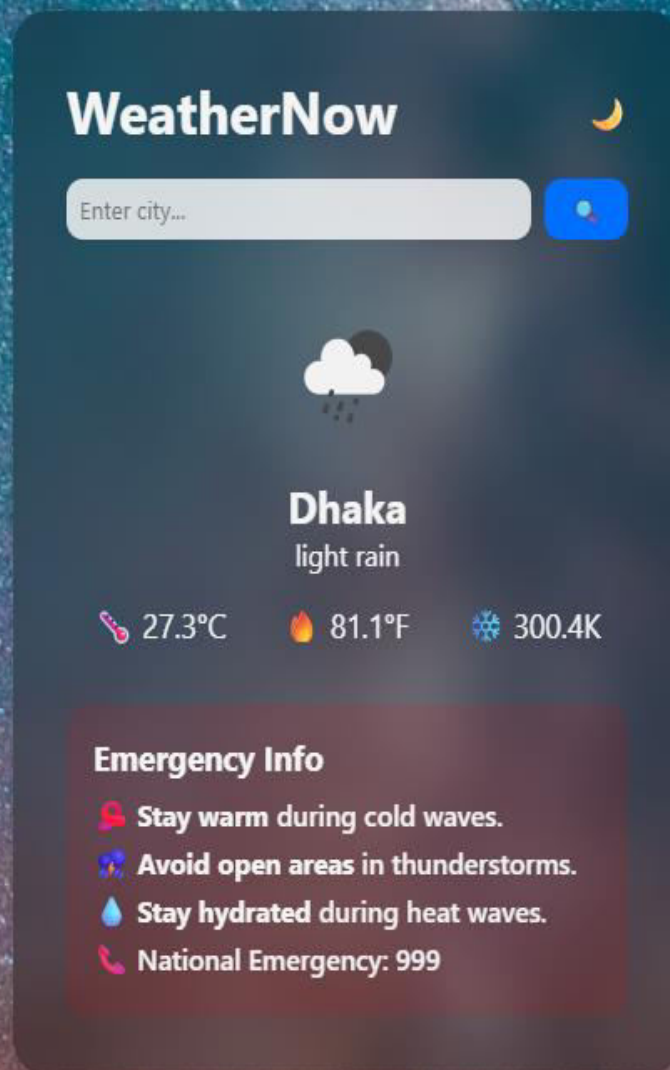 WeatherNow
Enter city...
Dhaka
light rain
27.3°C 81.1°F 300.4K
Emergency Info
Stay warm during cold waves.
Avoid open areas in thunderstorms.
Stay hydrated during heat waves.
National Emergency: 999